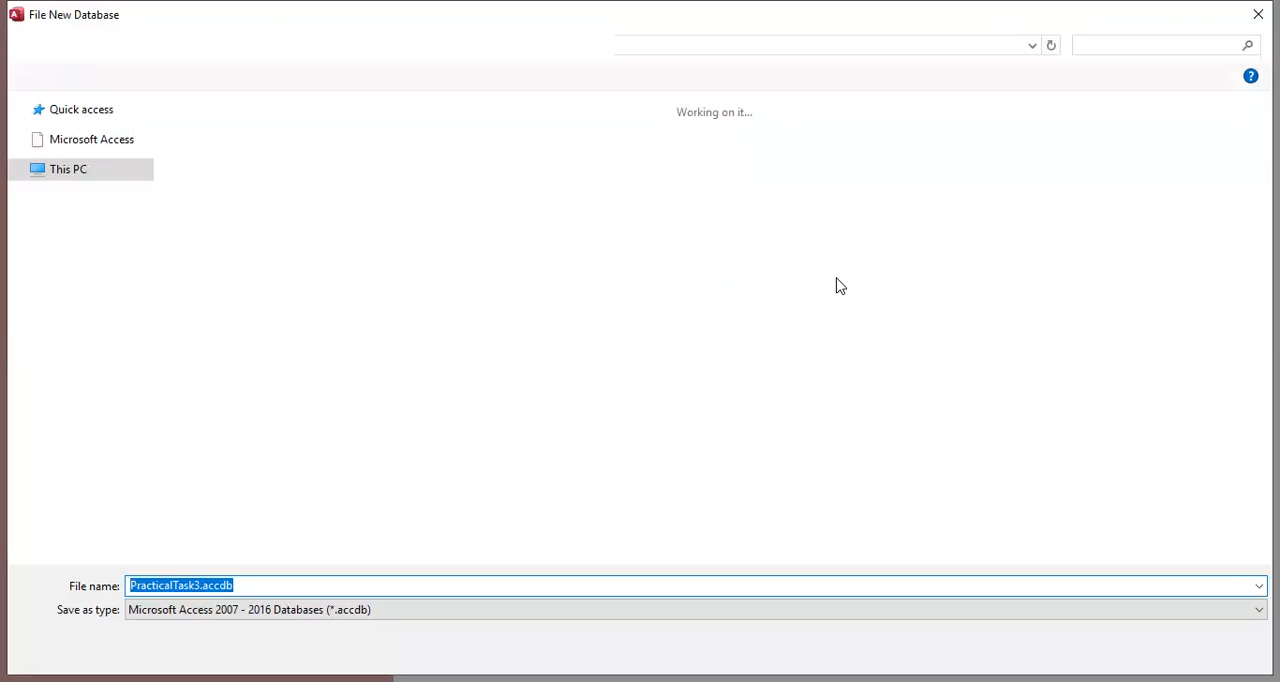 File New Database
Quick access
Working on it...
Microsoft Access
This PC
File name: PracticalTask3.accdb
Save as type: Microsoft Access 2007 - 2016 Databases (*.accdb)